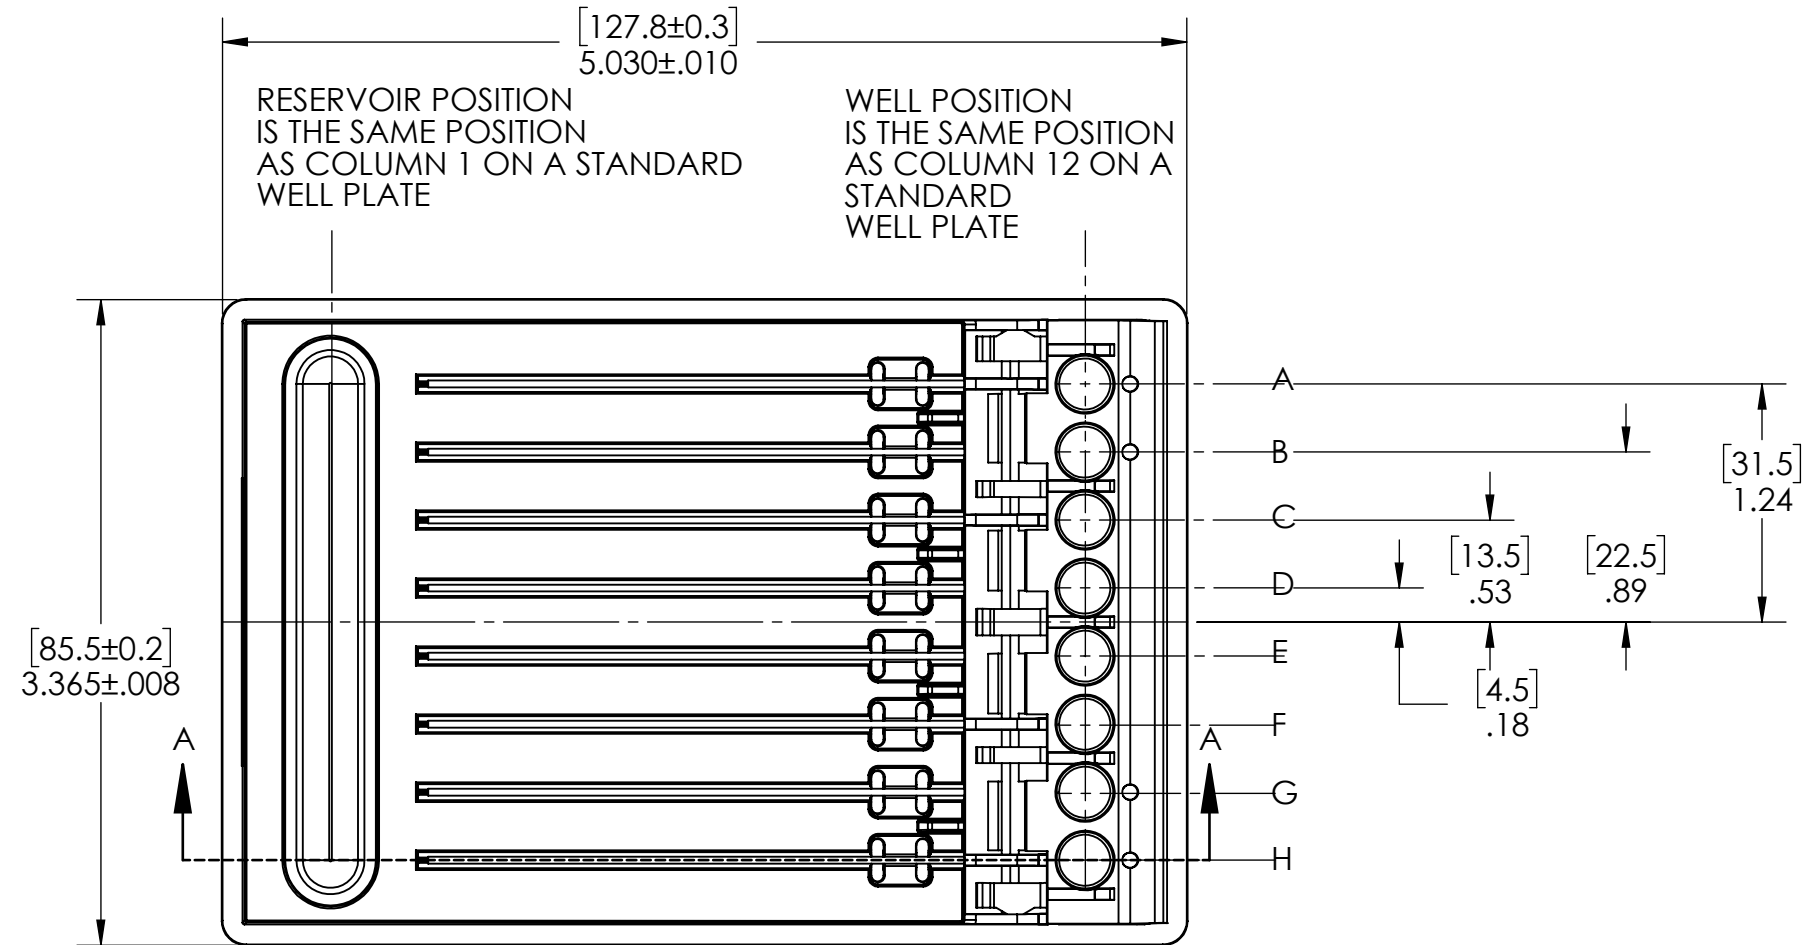 [127.8±0.3]
5.030±.010
RESERVOIR POSITION
IS THE SAME POSITION
AS COLUMN 1 ON A STANDARD
WELL PLATE
WELL POSITION
IS THE SAME POSITION
AS COLUMN 12 ON A
STANDARD
WELL PLATE
A
B
[31.5]
1.24
C
[13.5]
.53
[22.5]
.89
D
[85.5±0.2]
3.365±.008
E
[4.5]
.18
F
A
A
G
H